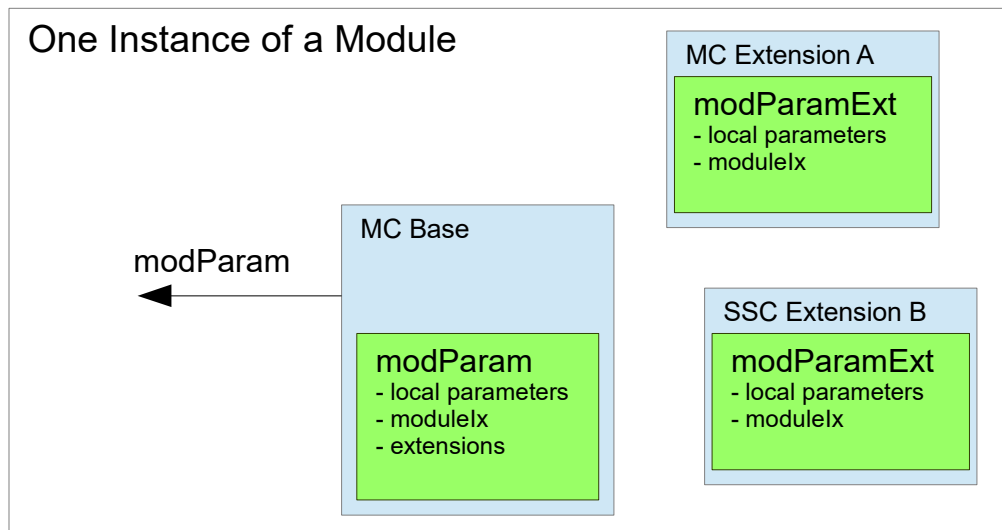 One Instance of a Module
MC Extension A
modParamExt
- local parameters
- moduleIx
MC Base
modParam
modParam
- local parameters
- moduleIx
- extensions
SSC Extension B
modParamExt
- local parameters
- moduleIx